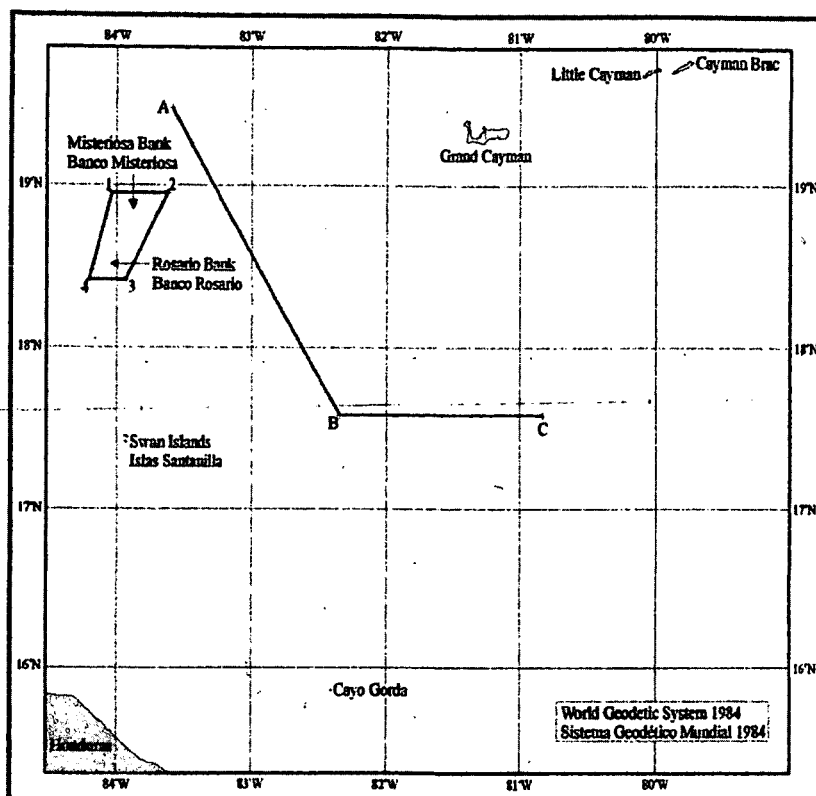 84°W 83°W 82°W 81°W 80°W
Little Cayman
Cayman Brac
A
Grand Cayman
Misteriosa Bank
Banco Misteriosa
19°N
19°N
1
2
Rosario Bank
Banco Rosario
4
3
18°N
18°N
B
C
Swan Islands
Islas Santanilla
17°N
17°N
16°N
16°N
Cayo Gorda
World Geodetic System 1984
Sistema Geodético Mundial 1984
Honduras
84°W 83°W 82°W 81°W 80°W